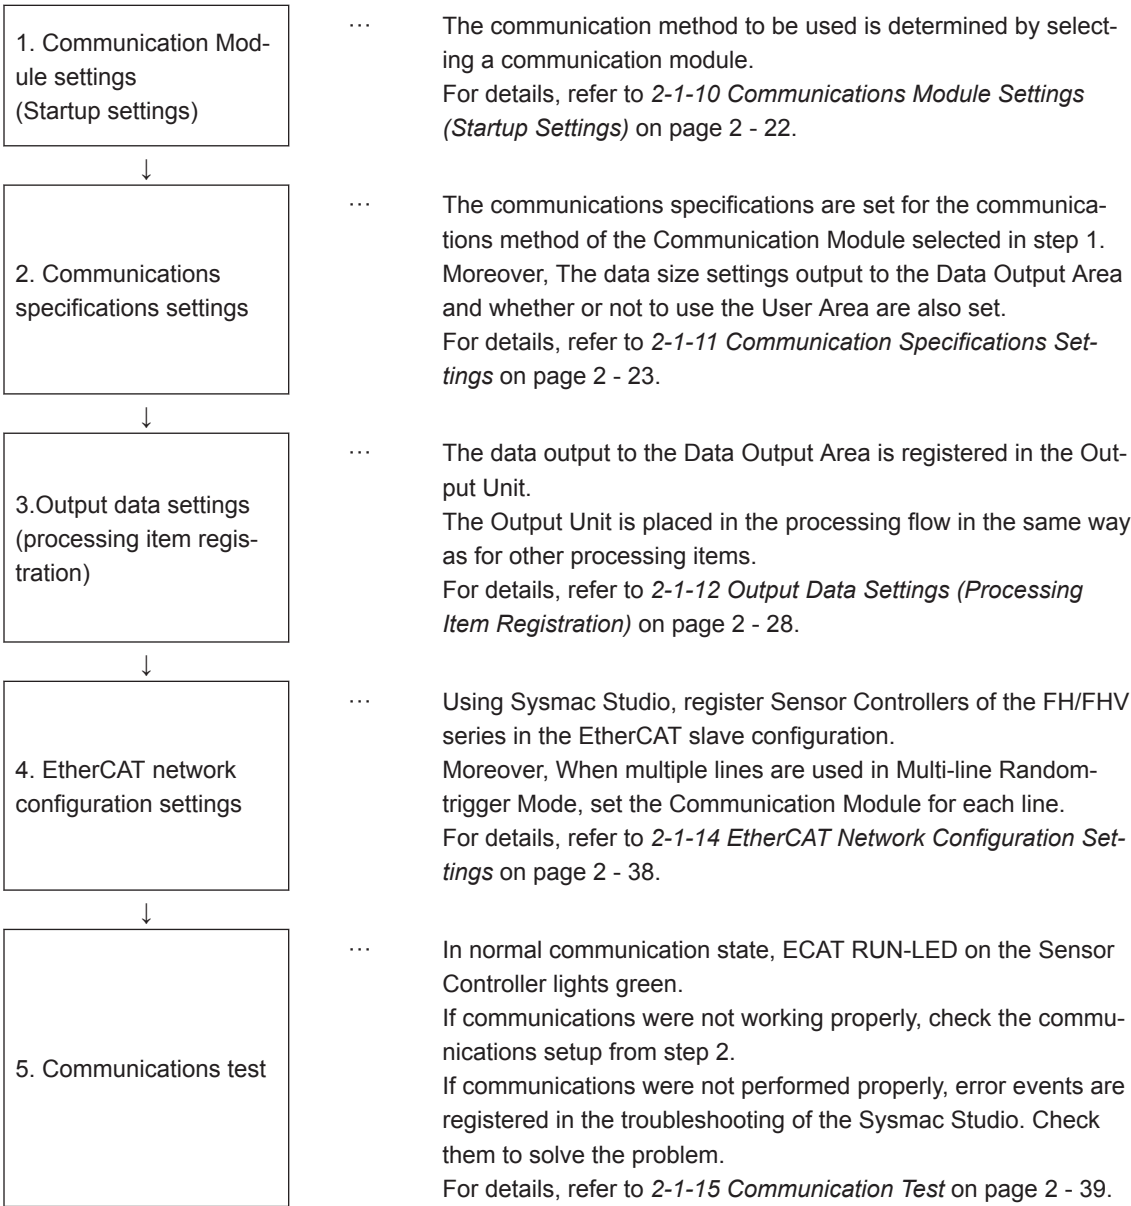 1. Communication Mod-
ule settings
(Startup settings)
…
The communication method to be used is determined by select-
ing a communication module.
For details, refer to 2-1-10 Communications Module Settings
(Startup Settings) on page 2 - 22.
↓
2. Communications
specifications settings
…
The communications specifications are set for the communica-
tions method of the Communication Module selected in step 1.
Moreover, The data size settings output to the Data Output Area
and whether or not to use the User Area are also set.
For details, refer to 2-1-11 Communication Specifications Set-
tings on page 2 - 23.
↓
3.Output data settings
(processing item regis-
tration)
…
The data output to the Data Output Area is registered in the Out-
put Unit.
The Output Unit is placed in the processing flow in the same way
as for other processing items.
For details, refer to 2-1-12 Output Data Settings (Processing
Item Registration) on page 2 - 28.
↓
4. EtherCAT network
configuration settings
…
Using Sysmac Studio, register Sensor Controllers of the FH/FHV
series in the EtherCAT slave configuration.
Moreover, When multiple lines are used in Multi-line Random-
trigger Mode, set the Communication Module for each line.
For details, refer to 2-1-14 EtherCAT Network Configuration Set-
tings on page 2 - 38.
↓
5. Communications test
…
In normal communication state, ECAT RUN-LED on the Sensor
Controller lights green.
If communications were not working properly, check the commu-
nications setup from step 2.
If communications were not performed properly, error events are
registered in the troubleshooting of the Sysmac Studio. Check
them to solve the problem.
For details, refer to 2-1-15 Communication Test on page 2 - 39.